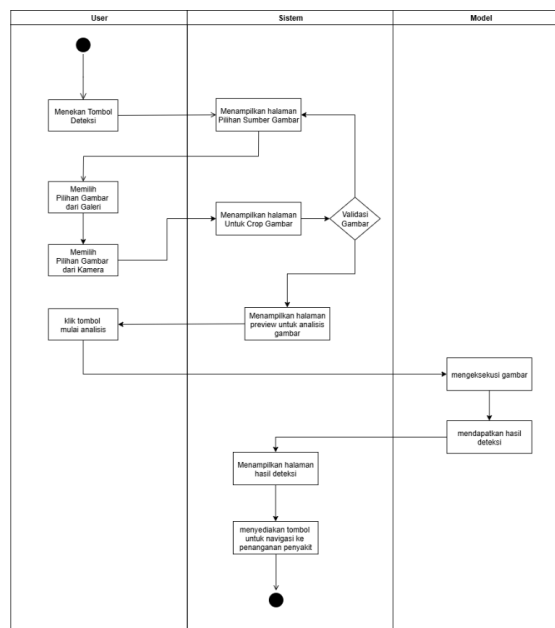 User
Sistern
Model
Menekan Tombol
Deteksi
Menampilkan halaman
Pilihan Sumber Gambar
Memilih
Pilihan Gambar
dari Galeri
Memilih
Pilihan Gambar
dari Kamera
Menampilkan halaman
Untuk Crop Gambar
Validasi
Gambar
klik tombol
mulai analisis
Menampilkan halaman
preview untuk analisis
gambar
mengeksekusi gambar
mendapatkan hasil
deteksi
Menampilkan halaman
hasil deteksi
menyediakan tombol
untuk navigasi ke
penanganan penyakit